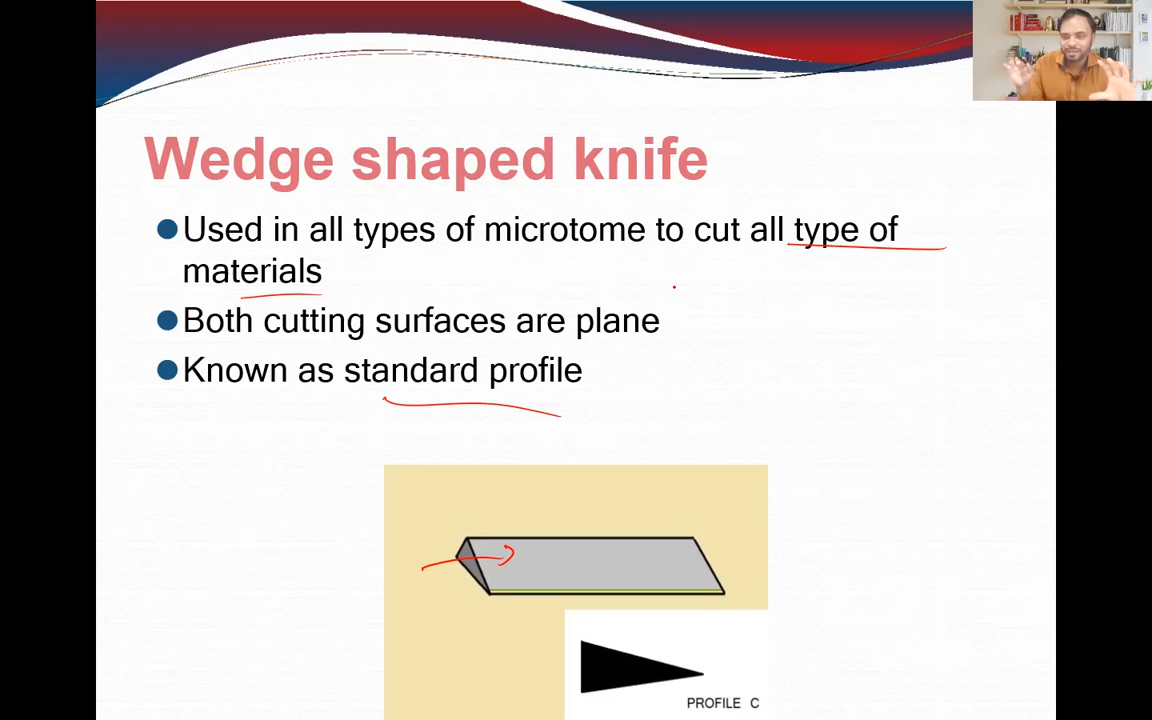 Wedge shaped knife
Used in all types of microtome to cut all type of
materials
Both cutting surfaces are plane
Known as standard profile
PROFILE C